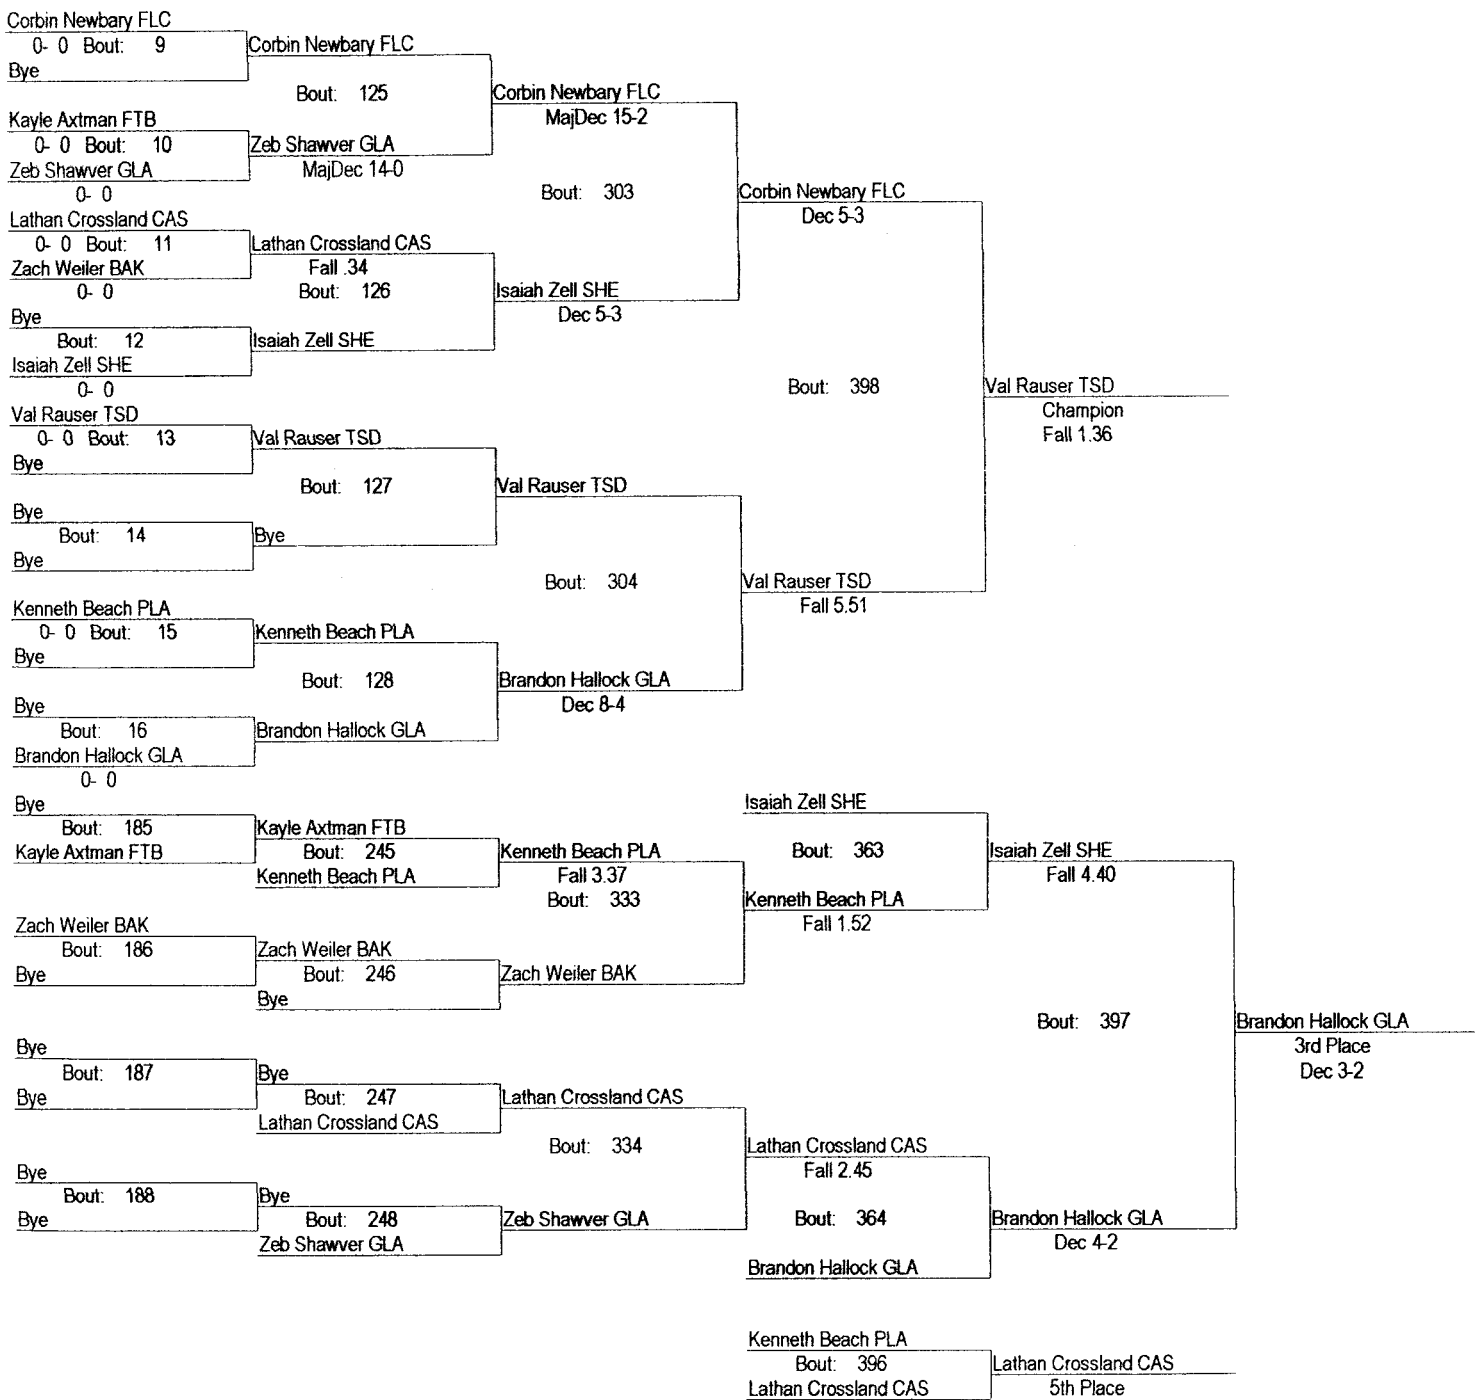 Corbin Newbary FLC
0- 0 Bout: 9
Bye
Kayle Axtman FTB
0- 0 Bout: 10
Zeb Shawver GLA
0- 0
Lathan Crossland CAS
0- 0 Bout: 11
Zach Weiler BAK
0- 0
Bye
Bout: 12
Isaiah Zell SHE
0- 0
Val Rauser TSD
0- 0 Bout: 13
Bye
Bye
Bout: 14
Bye
Kenneth Beach PLA
0- 0 Bout: 15
Bye
Bye
Bout: 16
Brandon Hallock GLA
0- 0
Corbin Newbary FLC
Bout: 125
Zeb Shawver GLA
MajDec 14-0
Lathan Crossland CAS
Fall .34
Bout: 126
Isaiah Zell SHE
Val Rauser TSD
Bout: 127
Bye
Kenneth Beach PLA
Bout: 128
Brandon Hallock GLA
Corbin Newbary FLC
MajDec 15-2
Bout: 303
Isaiah Zell SHE
Dec 5-3
Val Rauser TSD
Bout: 304
Brandon Hallock GLA
Dec 8-4
Corbin Newbary FLC
Dec 5-3
Bout: 398
Val Rauser TSD
Fall 5.51
Val Rauser TSD
Champion
Fall 1.36
Bye
Bout: 185
Kayle Axtman FTB
Zach Weiler BAK
Bout: 186
Bye
Bye
Bout: 187
Bye
Bye
Bout: 188
Bye
Kayle Axtman FTB
Bout: 245
Kenneth Beach PLA
Zach Weiler BAK
Bout: 246
Bye
Bye
Bout: 247
Lathan Crossland CAS
Bye
Bout: 248
Zeb Shawver GLA
Kenneth Beach PLA
Fall 3.37
Bout: 333
Zach Weiler BAK
Lathan Crossland CAS
Bout: 334
Zeb Shawver GLA
Isaiah Zell SHE
Bout: 363
Kenneth Beach PLA
Fall 1.52
Lathan Crossland CAS
Fall 2.45
Bout: 364
Brandon Hallock GLA
Isaiah Zell SHE
Fall 4.40
Bout: 397
Brandon Hallock GLA
Dec 4-2
Brandon Hallock GLA
3rd Place
Dec 3-2
Kenneth Beach PLA
Bout: 396
Lathan Crossland CAS
Lathan Crossland CAS
5th Place